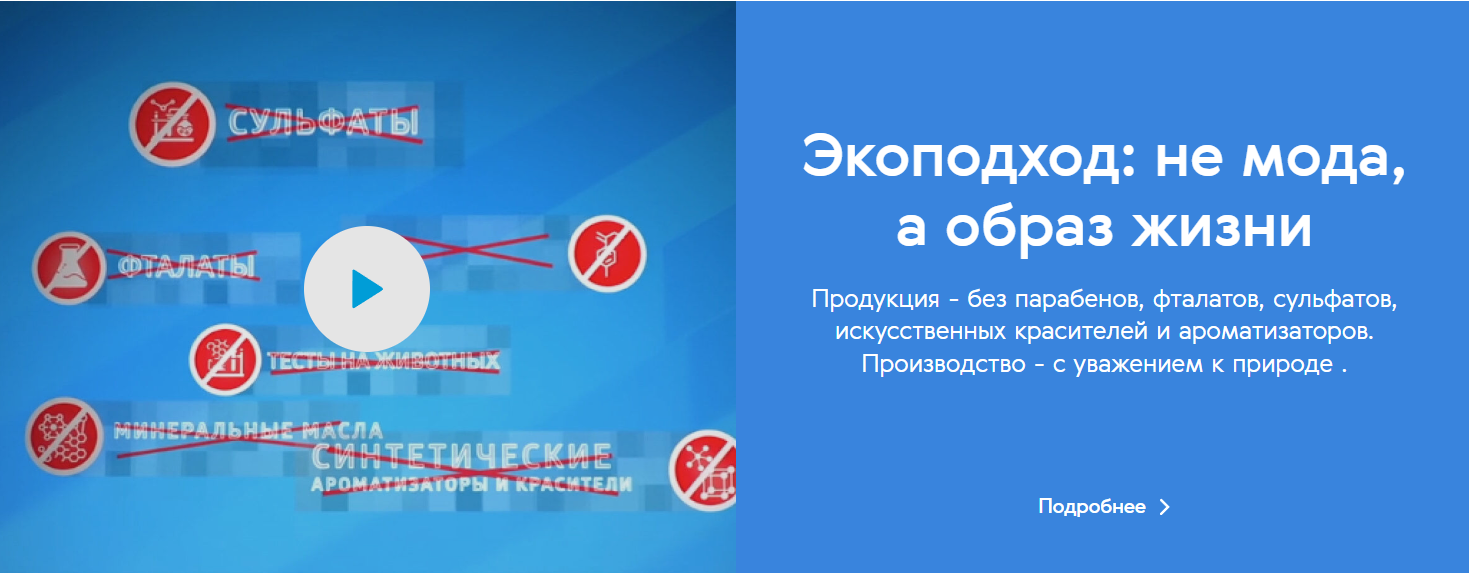 СУЛЬФАТЫ
ФТАЛАТЫ
ТЕСТЫ НА ЖИВОТНЫХ
МИНЕРАЛЬНЫЕ МАСЛА
СИНТЕТИЧЕСКИЕ
АРОМАТИЗАТОРЫ И КРАСИТЕЛИ
Экоподход: не мода,
а образ жизни
Продукция - без парабенов, фталатов, сульфатов,
искусственных красителей и ароматизаторов.
Производство - с уважением к природе .
Подробнее